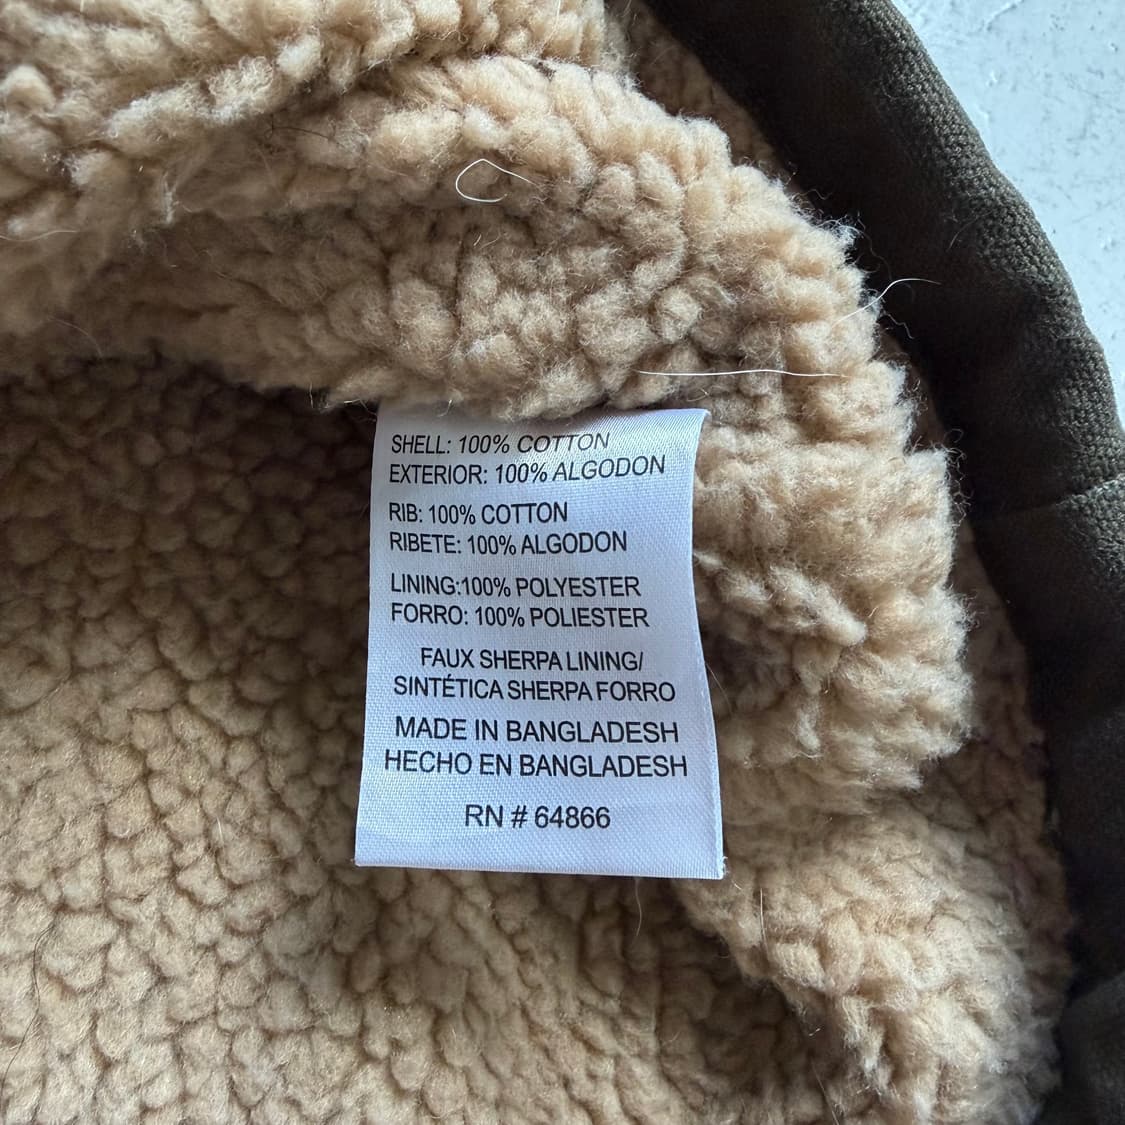 SHELL: 100% COTTON
EXTERIOR: 100% ALGODON
RIB: 100% COTTON
RIBETE: 100% ALGODON
LINING:100% POLYESTER
FORRO: 100% POLIESTER
FAUX SHERPA LINING/
SINTÉTICA SHERPA FORRO
MADE IN BANGLADESH
HECHO EN BANGLADESH
RN # 64866